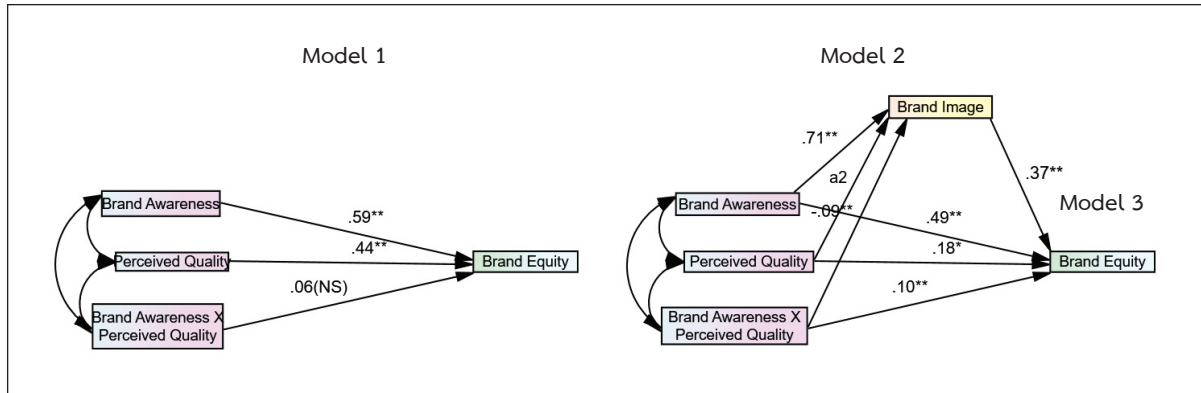 Model 1
Brand Awareness
Perceived Quality
Brand Awareness X
Perceived Quality
.59**
.44**
.06(NS)
Brand Equity
Model 2
Brand Image
.71**
a2
-.09**
.37**
Model 3
Brand Awareness
Perceived Quality
Brand Awareness X
Perceived Quality
.49**
.18*
.10**
Brand Equity